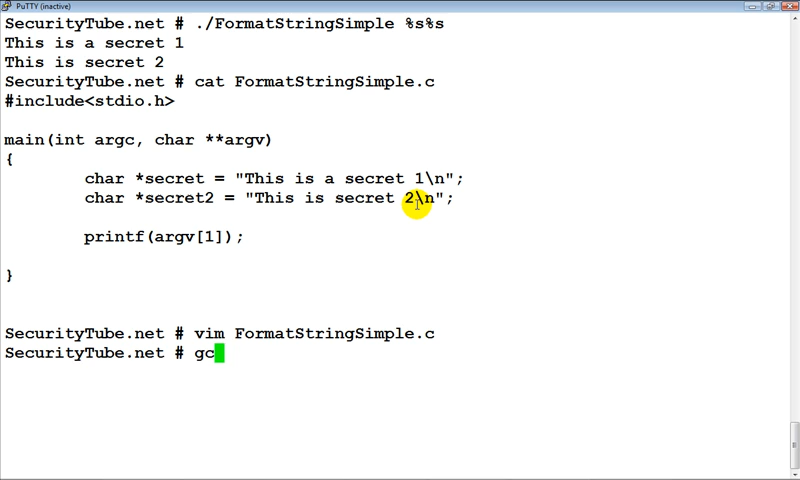 PuTTY (inactive)
SecurityTube.net # ./FormatStringSimple %s%s
This is a secret 1
This is secret 2
SecurityTube.net # cat FormatStringSimple.c
#include<stdio.h>
main(int argc, char **argv)
{
char *secret = "This is a secret 1\n";
char *secret2 = "This is secret 2\n";
printf(argv[1]);
}
SecurityTube.net # vim FormatStringSimple.c
SecurityTube.net # gc